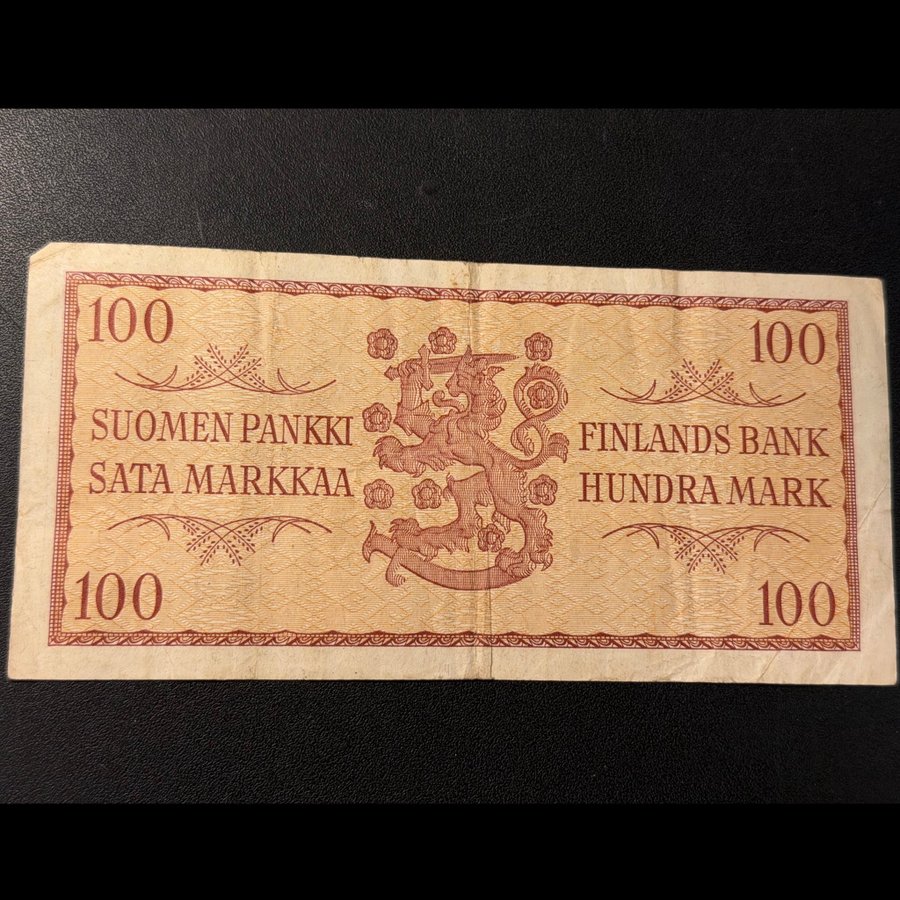 100 100
SUOMEN PANKKI FINLANDS BANK
SATA MARKKAA HUNDRA MARK
100 100